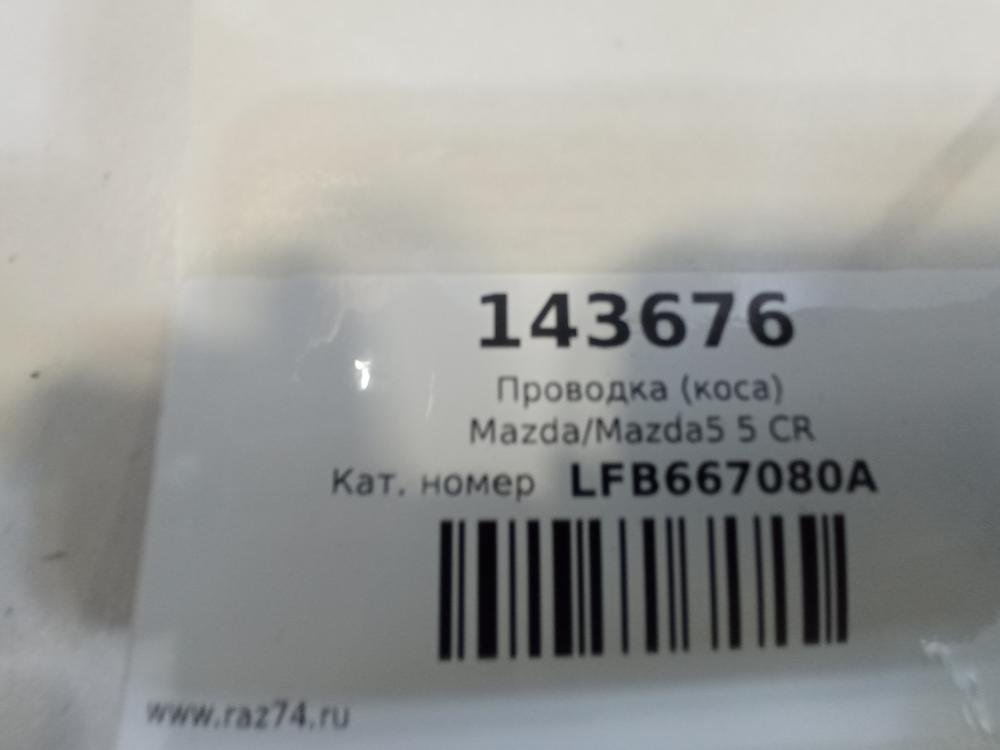 143676
Проводка (коса)
Mazda/Mazda5 5 CR
Кат. номер LFB667080A
www.raz74.ru